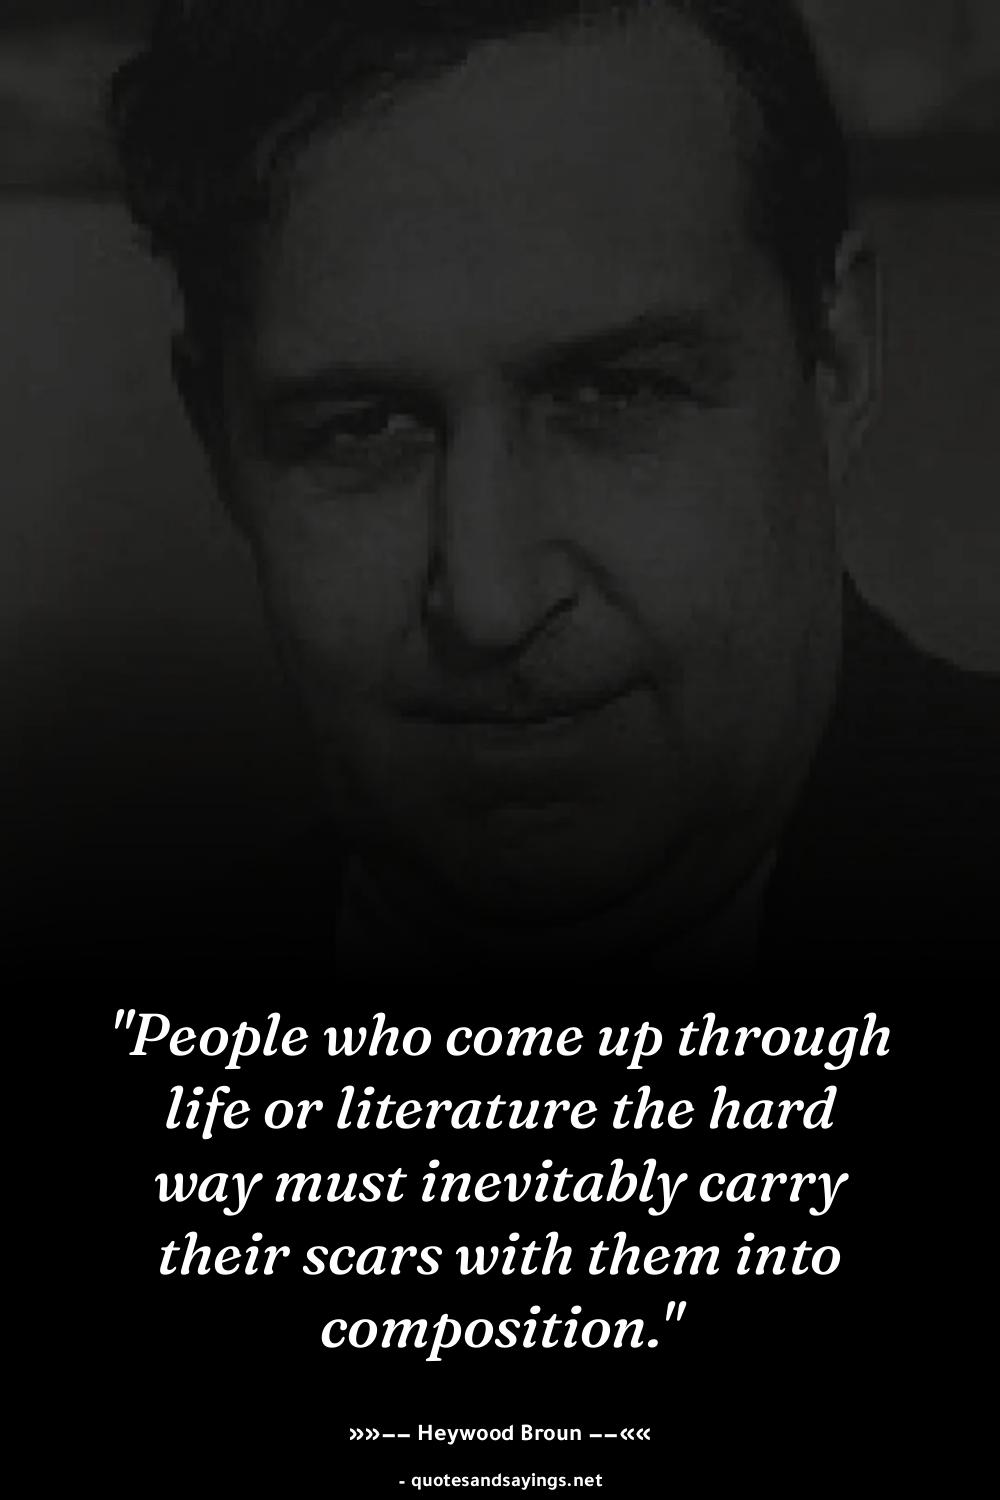 "People who come up through
life or literature the hard
way must inevitably carry
their scars with them into
composition."
»»–– Heywood Broun ––««
- quotesandsayings.net